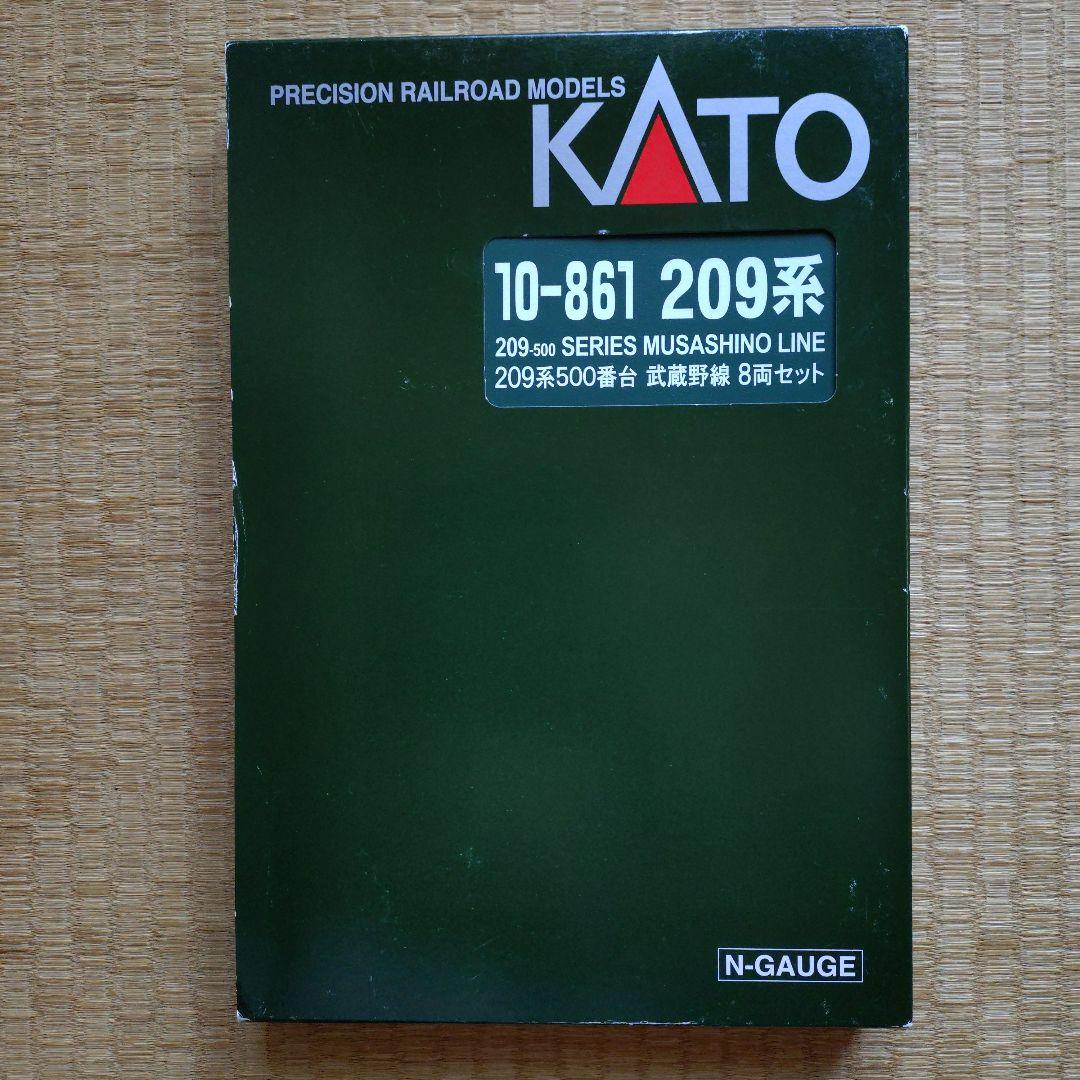 PRECISION RAILROAD MODELS
KATO
10-861 209系
209-500 SERIES MUSASHINO LINE
209系500番台 武蔵野線 8両セット
N-GAUGE